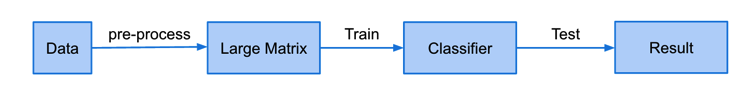 Data
pre-process
Large Matrix
Train
Classifier
Test
Result